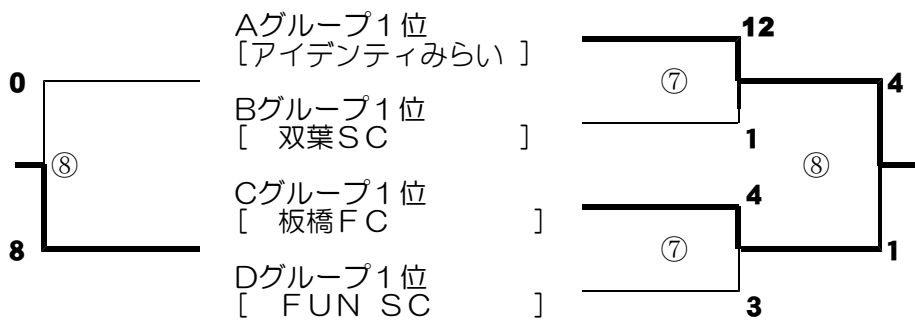 Aグループ1位
[アイデンティみらい ]
12
0
⑦
4
Bグループ1位
[ 双葉SC ]
1
⑧
⑧
Cグループ1位
[ 板橋FC ]
4
8
⑦
1
Dグループ1位
[ FUN SC ]
3